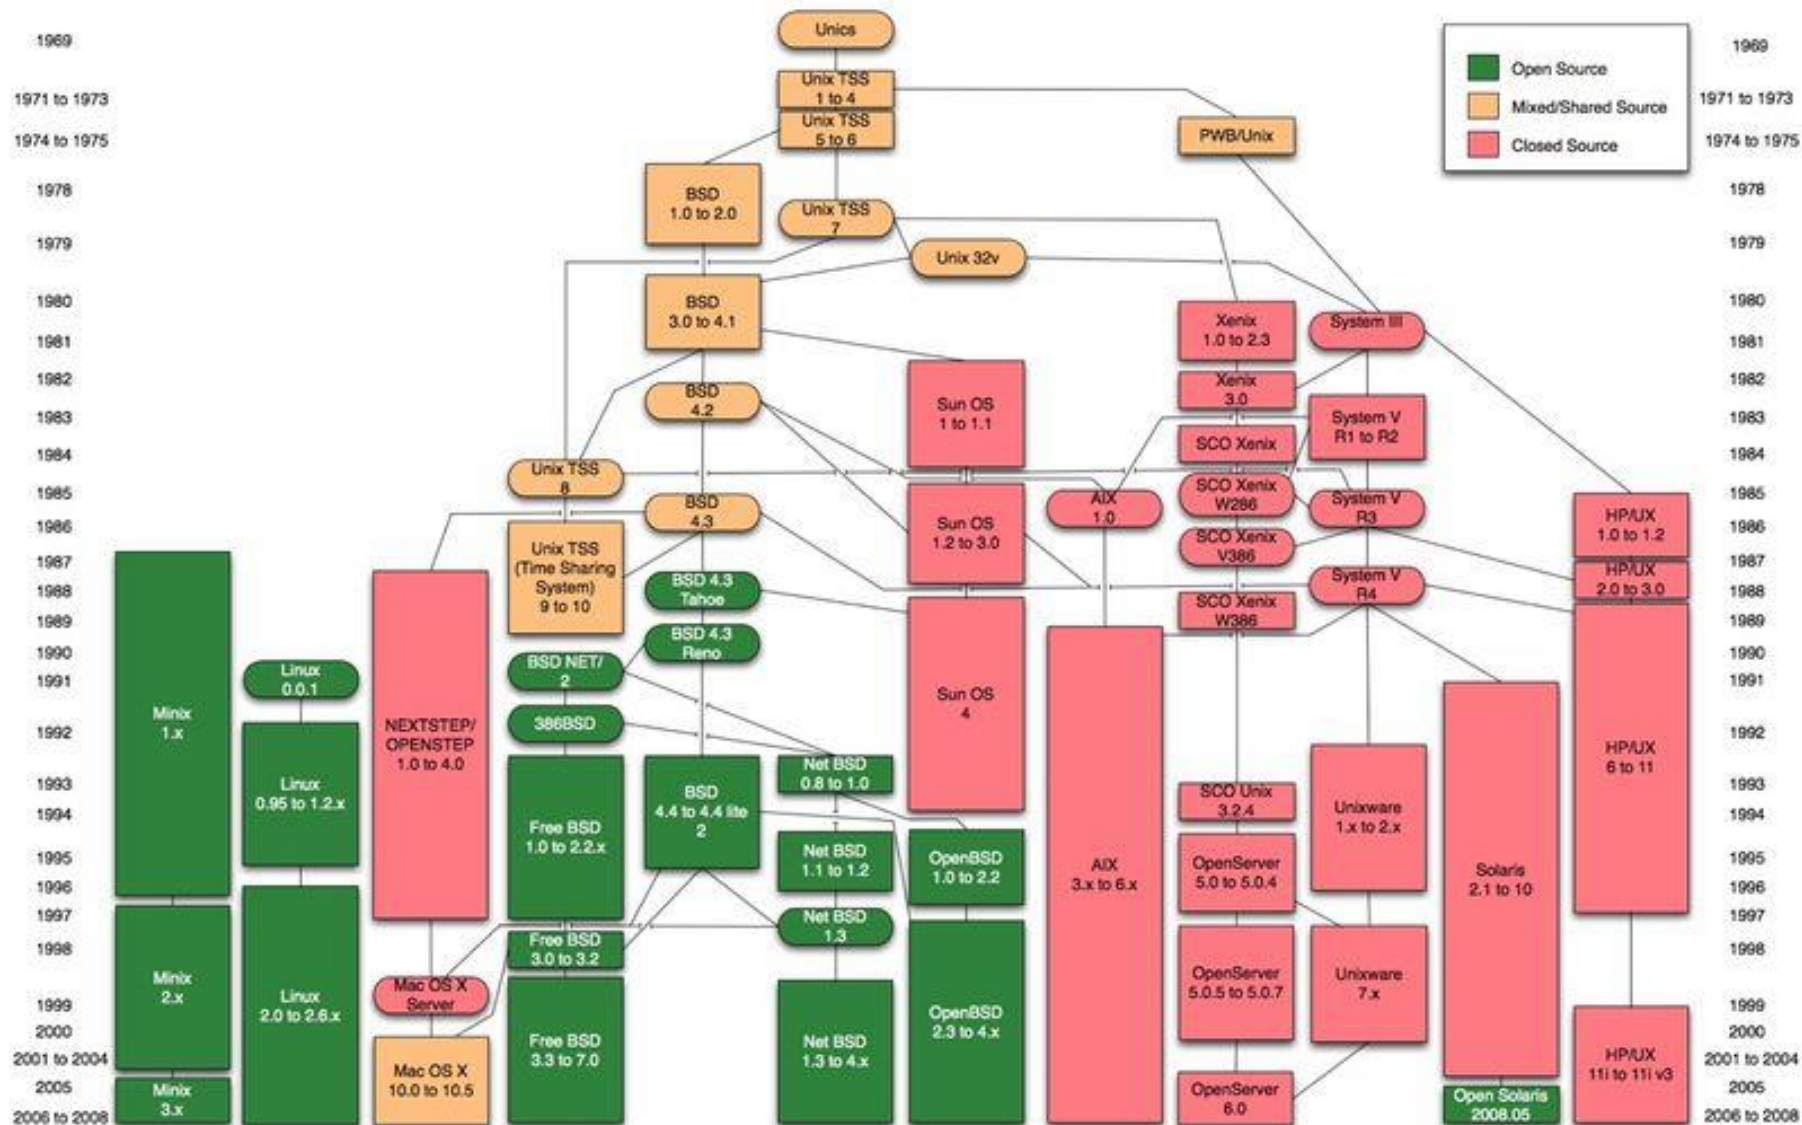 Unics
1969
1969
Open Source
Mixed/Shared Source
Closed Source
Unix TSS
1 to 4
1971 to 1973
1971 to 1973
Unix TSS
5 to 6
PWB/Unix
1974 to 1975
1974 to 1975
1978
1978
BSD
1.0 to 2.0
Unix TSS
7
1979
1979
Unix 32v
1980
1980
BSD
3.0 to 4.1
Xenix
1.0 to 2.3
System III
1981
1981
1982
1982
Xenix
3.0
BSD
4.2
Sun OS
1 to 1.1
1983
1983
System V
R1 to R2
SCO Xenix
1984
1984
Unix TSS
8
1985
1985
SCO Xenix
W286
AIX
1.0
System V
R3
BSD
4.3
1986
1986
HP/UX
1.0 to 1.2
Sun OS
1.2 to 3.0
SCO Xenix
V386
Unix TSS
(Time Sharing
System)
9 to 10
1987
1987
HP/UX
2.0 to 3.0
BSD 4.3
Tahoe
System V
R4
1988
1988
SCO Xenix
W386
1989
1989
BSD 4.3
Reno
1990
1990
BSD NET/
2
Linux
0.0.1
1991
1991
Sun OS
4
Minix
1.x
386BSD
NEXTSTEP/
OPENSTEP
1.0 to 4.0
1992
1992
HP/UX
6 to 11
Net BSD
0.8 to 1.0
1993
1993
Linux
0.95 to 1.2.x
BSD
4.4 to 4.4 lite
2
SCO Unix
3.2.4
Unixware
1.x to 2.x
1994
1994
Free BSD
1.0 to 2.2.x
Net BSD
1.1 to 1.2
OpenBSD
1.0 to 2.2
1995
1995
AIX
3.x to 6.x
OpenServer
5.0 to 5.0.4
Solaris
2.1 to 10
1996
1996
1997
1997
Net BSD
1.3
Free BSD
3.0 to 3.2
1998
1998
Minix
2.x
Mac OS X
Server
Linux
2.0 to 2.6.x
OpenServer
5.0.5 to 5.0.7
Unixware
7.x
1999
1999
OpenBSD
2.3 to 4.x
2000
2000
Free BSD
3.3 to 7.0
Net BSD
1.3 to 4.x
2001 to 2004
2001 to 2004
HP/UX
11i to 11i v3
Mac OS X
10.0 to 10.5
2005
2005
Minix
3.x
OpenServer
6.0
Open Solaris
2008.05
2006 to 2008
2006 to 2008